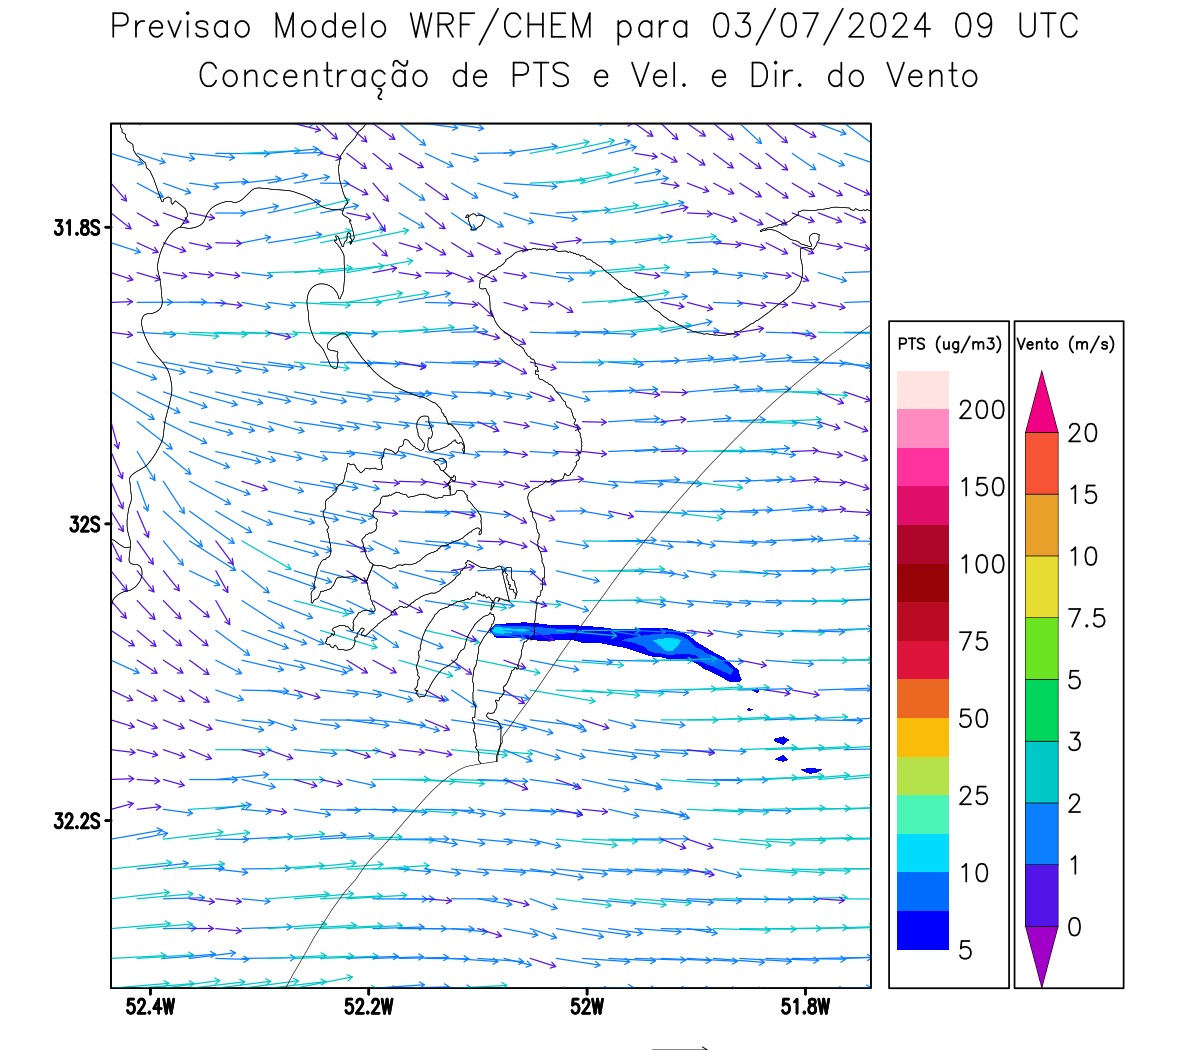 Previsao Modelo WRF/CHEM para 03/07/2024 09 UTC
Concentração de PTS e Vel. e Dir. do Vento
31.8S
32S
32.2S
52.4W 52.2W 52W 51.8W
PTS (ug/m3)
200
150
100
75
50
25
10
5
Vento (m/s)
20
15
10
7.5
5
3
2
1
0